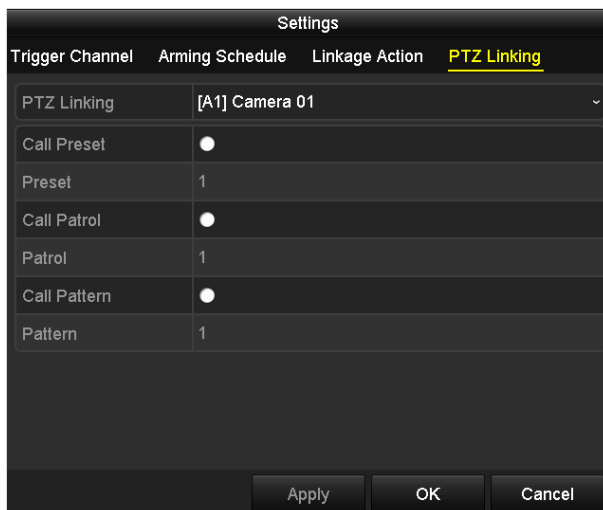 Settings
Trigger Channel Arming Schedule Linkage Action PTZ Linking
PTZ Linking [A1] Camera 01
Call Preset
Preset 1
Call Patrol
Patrol 1
Call Pattern
Pattern 1
Apply OK Cancel